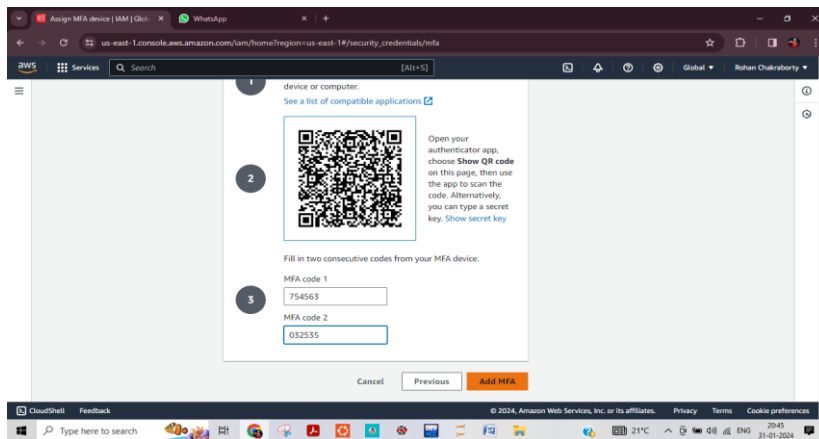 Assign MFA device | IAM | Glob
WhatsApp
us-east-1.console.aws.amazon.com/iam/home?region=us-east-1#/security_credentials/mfa
aws Services Search [Alt+S] Global Rohan Chakraborty
1
device or computer.
See a list of compatible applications
2
Open your
authenticator app,
choose Show QR code
on this page, then use
the app to scan the
code. Alternatively,
you can type a secret
key. Show secret key
Fill in two consecutive codes from your MFA device.
3
MFA code 1
754563
MFA code 2
032535
Cancel Previous Add MFA
CloudShell Feedback © 2024, Amazon Web Services, Inc. or its affiliates. Privacy Terms Cookie preferences
Type here to search 21°C ENG 20:45
31-01-2024